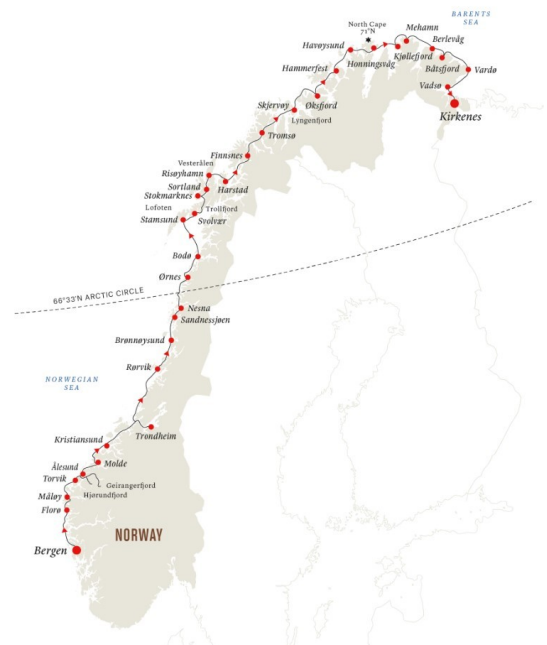 BARENTS
SEA
North Cape
71°N
Mehamn
Berlevåg
Havøysund
Kjøllefjord
Honningsvåg
Båtsfjord
Vardø
Hammerfest
Vadsø
Kirkenes
Skjervøy
Øksfjord
Lyngenfjord
Tromsø
Finnsnes
Vesterålen
Risøyhamn
Harstad
Sortland
Stokmarknes
Lofoten
Trollfjord
Stamsund
Svolvær
Bodø
Ørnes
66°33'N ARCTIC CIRCLE
Nesna
Sandnessjøen
Brønnøysund
Rørvik
NORWEGIAN
SEA
Trondheim
Kristiansund
Molde
Ålesund
Torvik
Geirangerfjord
Hjørundfjord
Måløy
Florø
NORWAY
Bergen